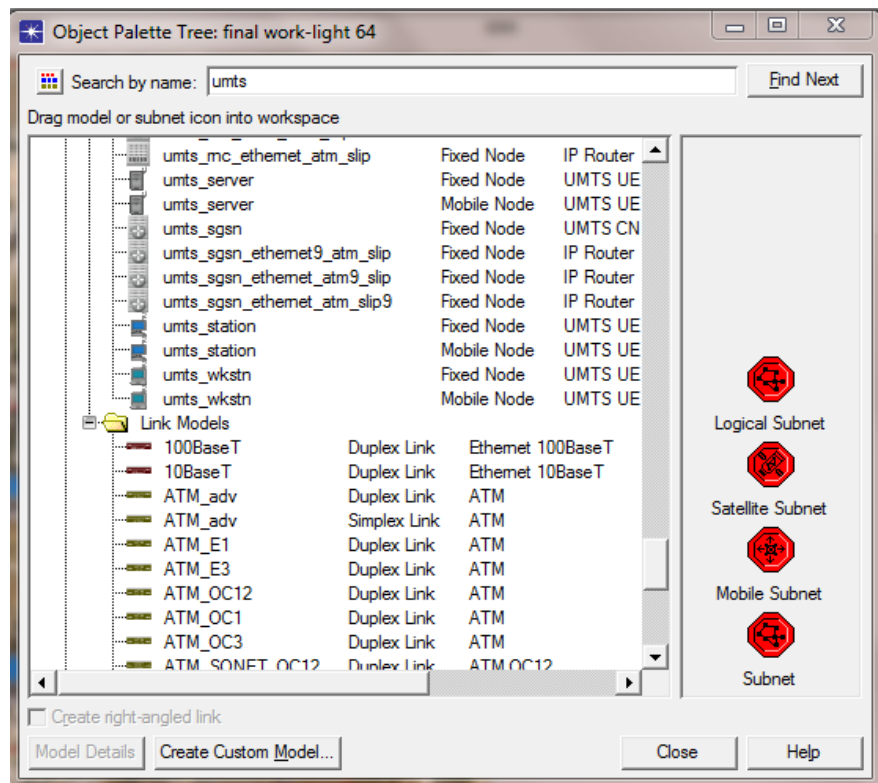 Object Palette Tree: final work-light 64
Search by name: umts Find Next
Drag model or subnet icon into workspace
umts_rnc_ethernet_atm_slip Fixed Node IP Router
umts_server Fixed Node UMTS UE
umts_server Mobile Node UMTS UE
umts_sgsn Fixed Node UMTS CN
umts_sgsn_ethernet9_atm_slip Fixed Node IP Router
umts_sgsn_ethernet_atm9_slip Fixed Node IP Router
umts_sgsn_ethernet_atm_slip9 Fixed Node IP Router
umts_station Fixed Node UMTS UE
umts_station Mobile Node UMTS UE
umts_wkstn Fixed Node UMTS UE
umts_wkstn Mobile Node UMTS UE
Link Models
100BaseT Duplex Link Ethernet 100BaseT
10BaseT Duplex Link Ethernet 10BaseT
ATM_adv Duplex Link ATM
ATM_adv Simplex Link ATM
ATM_E1 Duplex Link ATM
ATM_E3 Duplex Link ATM
ATM_OC12 Duplex Link ATM
ATM_OC1 Duplex Link ATM
ATM_OC3 Duplex Link ATM
ATM_SONET_OC12 Duplex Link ATM OC12
Logical Subnet
Satellite Subnet
Mobile Subnet
Subnet
Create right-angled link
Model Details Create Custom Model... Close Help